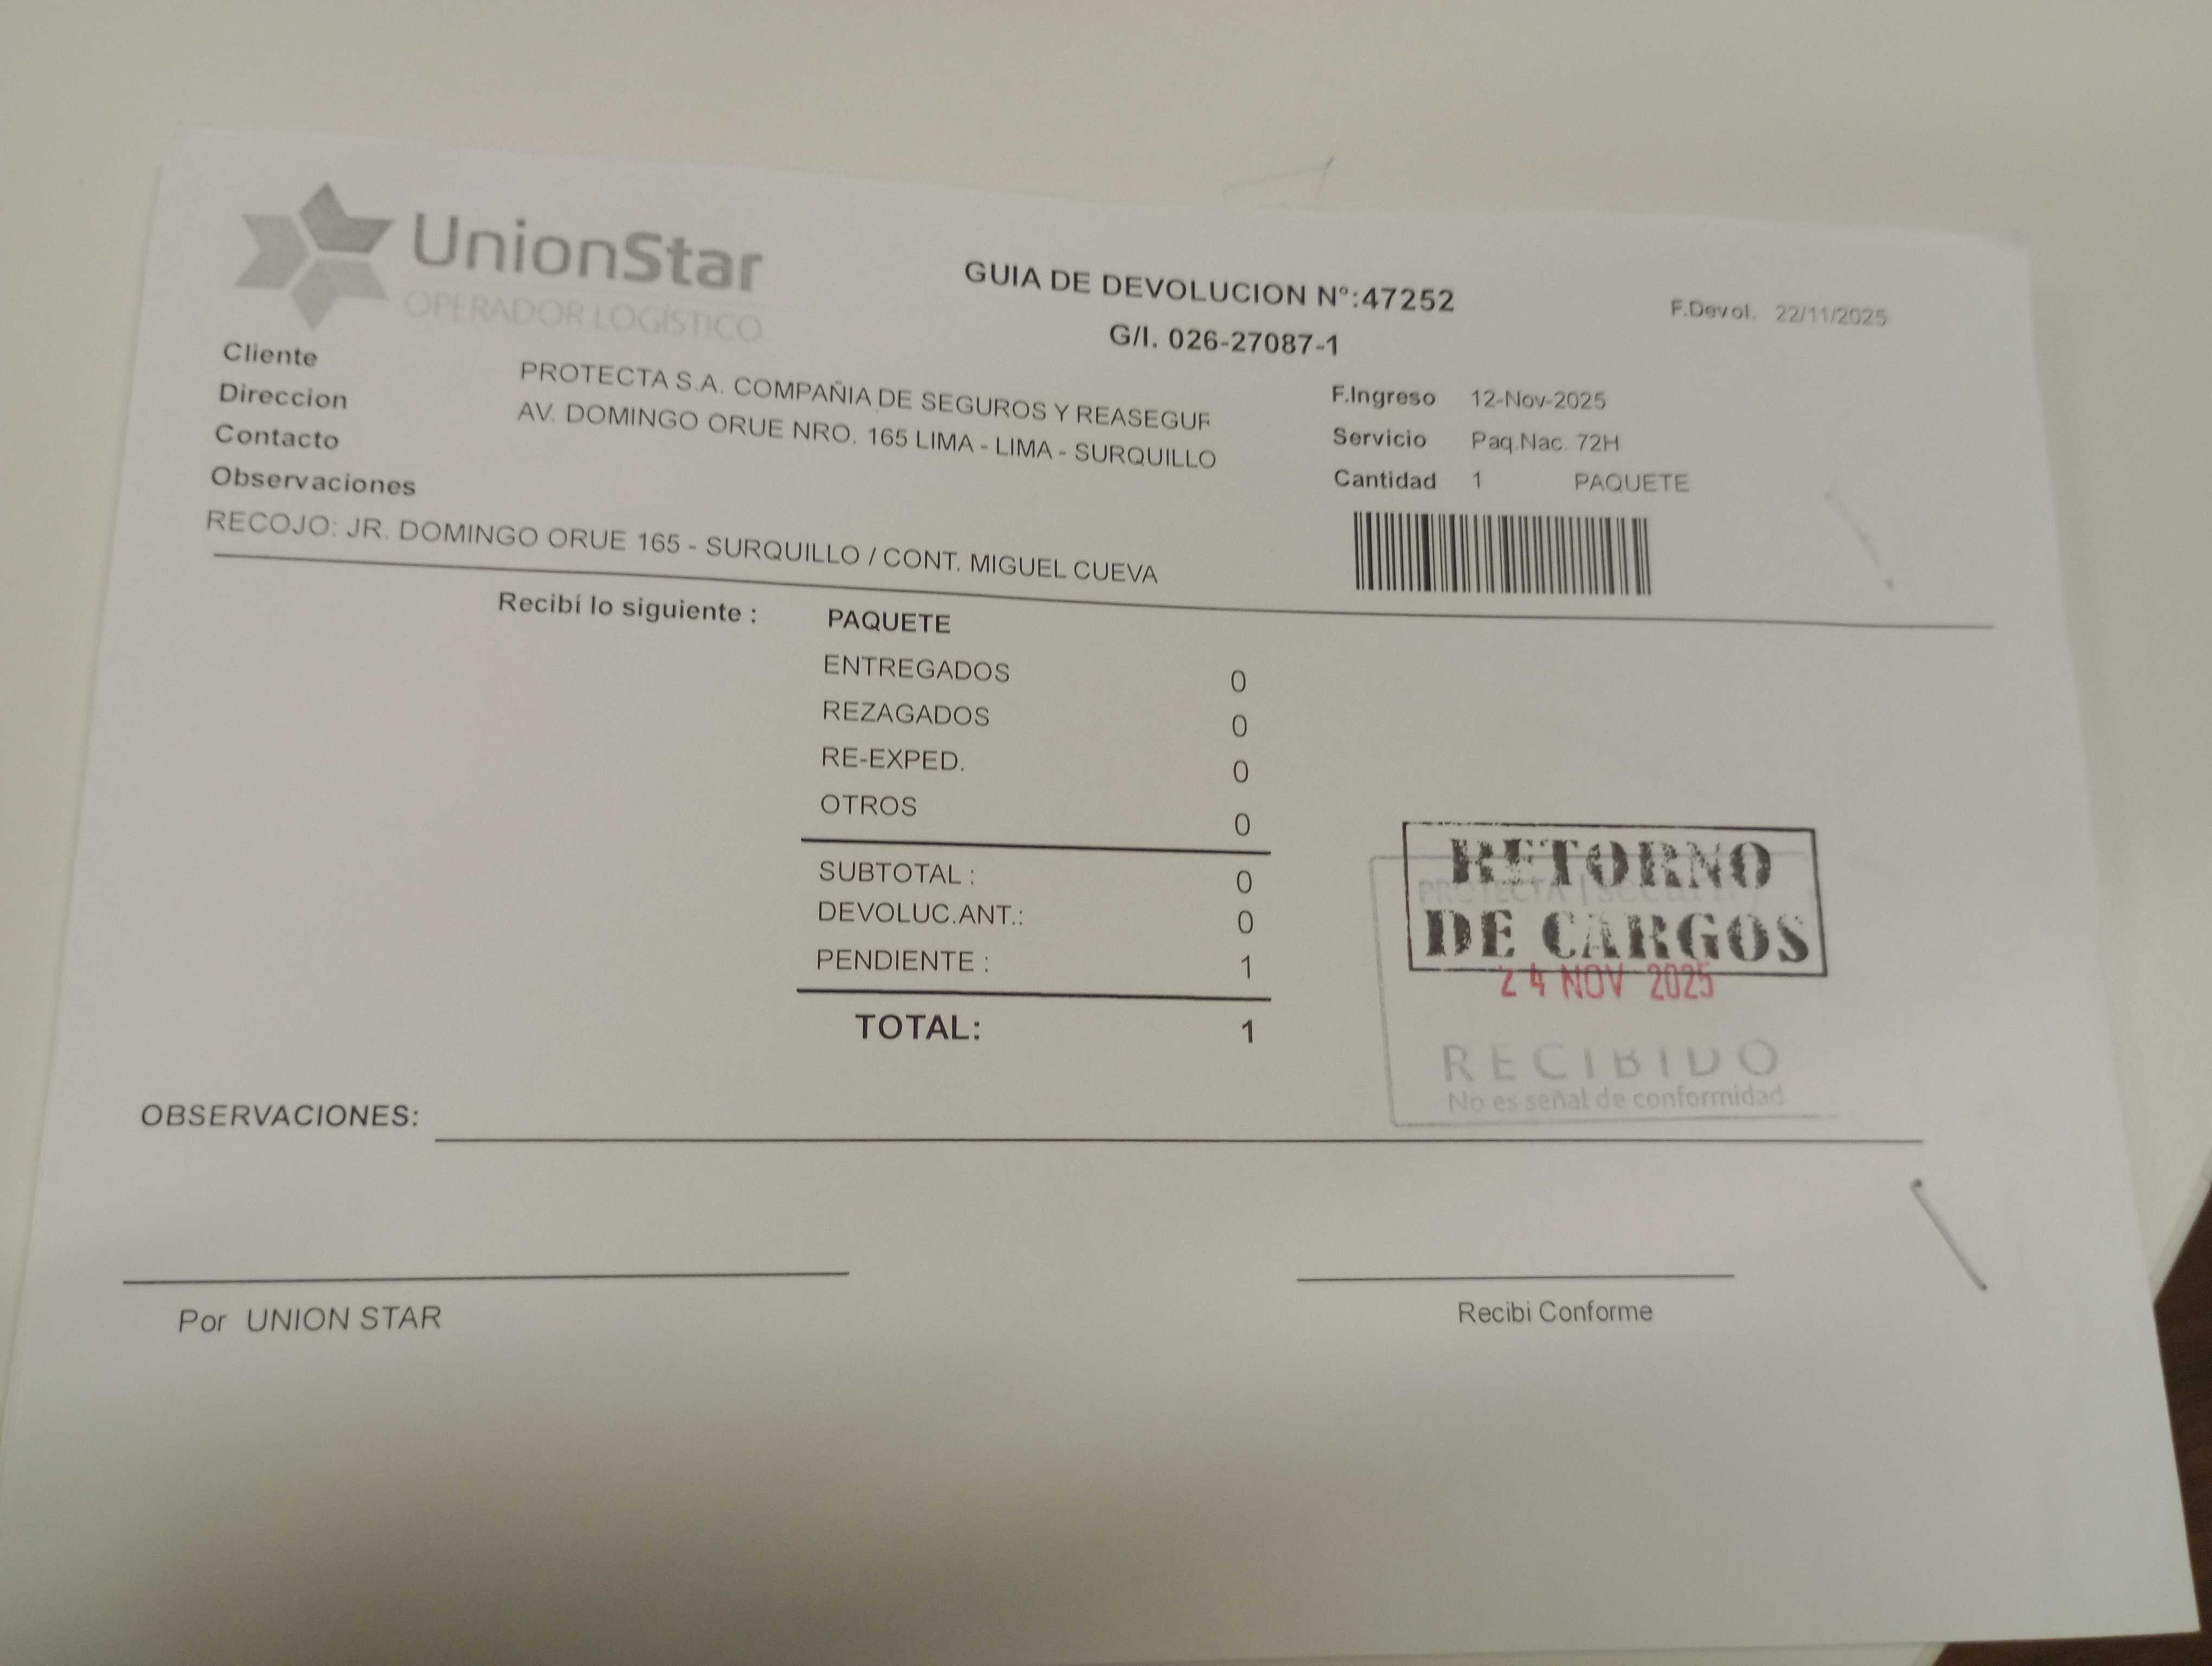 UnionStar
OPERADOR LOGÍSTICO
GUIA DE DEVOLUCION N°:47252
G/I. 026-27087-1
F.Devol. 22/11/2025
Cliente PROTECTA S.A. COMPAÑIA DE SEGUROS Y REASEGUR
Direccion AV. DOMINGO ORUE NRO. 165 LIMA - LIMA - SURQUILLO
Contacto
Observaciones
RECOJO: JR. DOMINGO ORUE 165 - SURQUILLO / CONT. MIGUEL CUEVA
F.Ingreso 12-Nov-2025
Servicio Paq.Nac. 72H
Cantidad 1 PAQUETE
Recibí lo siguiente : PAQUETE
ENTREGADOS 0
REZAGADOS 0
RE-EXPED. 0
OTROS 0
SUBTOTAL : 0
DEVOLUC.ANT.: 0
PENDIENTE : 1
TOTAL: 1
RETORNO
DE CARGOS
PROTECTA
24 NOV 2025
RECIBIDO
No es señal de conformidad
OBSERVACIONES:
Por UNION STAR
Recibi Conforme